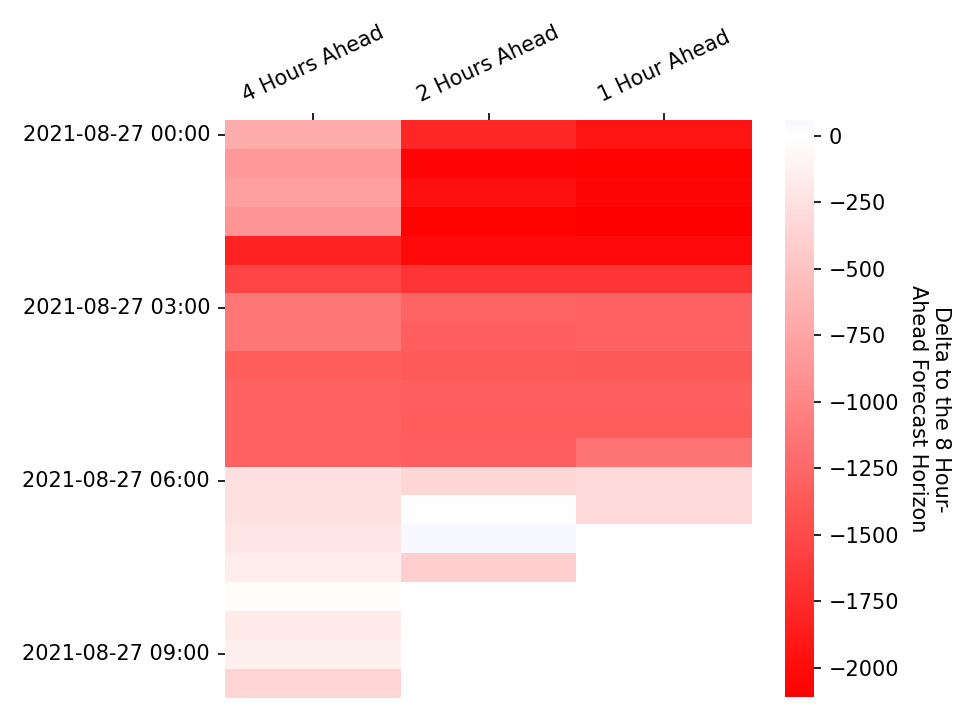 4 Hours Ahead
2 Hours Ahead
1 Hour Ahead
2021-08-27 00:00
2021-08-27 03:00
2021-08-27 06:00
2021-08-27 09:00
0
−250
−500
−750
−1000
−1250
−1500
−1750
−2000
Delta to the 8 Hour-
Ahead Forecast Horizon